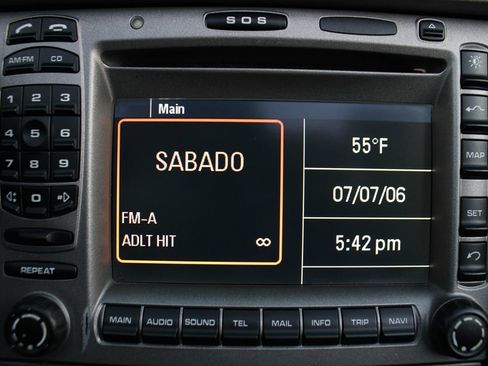 SOS
AM·FM CD
1 2 3
4 5 6
7 8 9
0 #
REPEAT
Main
SABADO
FM-A
ADLT HIT ∞
55°F
07/07/06
5:42 pm
MAP
SET
MAIN AUDIO SOUND TEL MAIL INFO TRIP NAVI